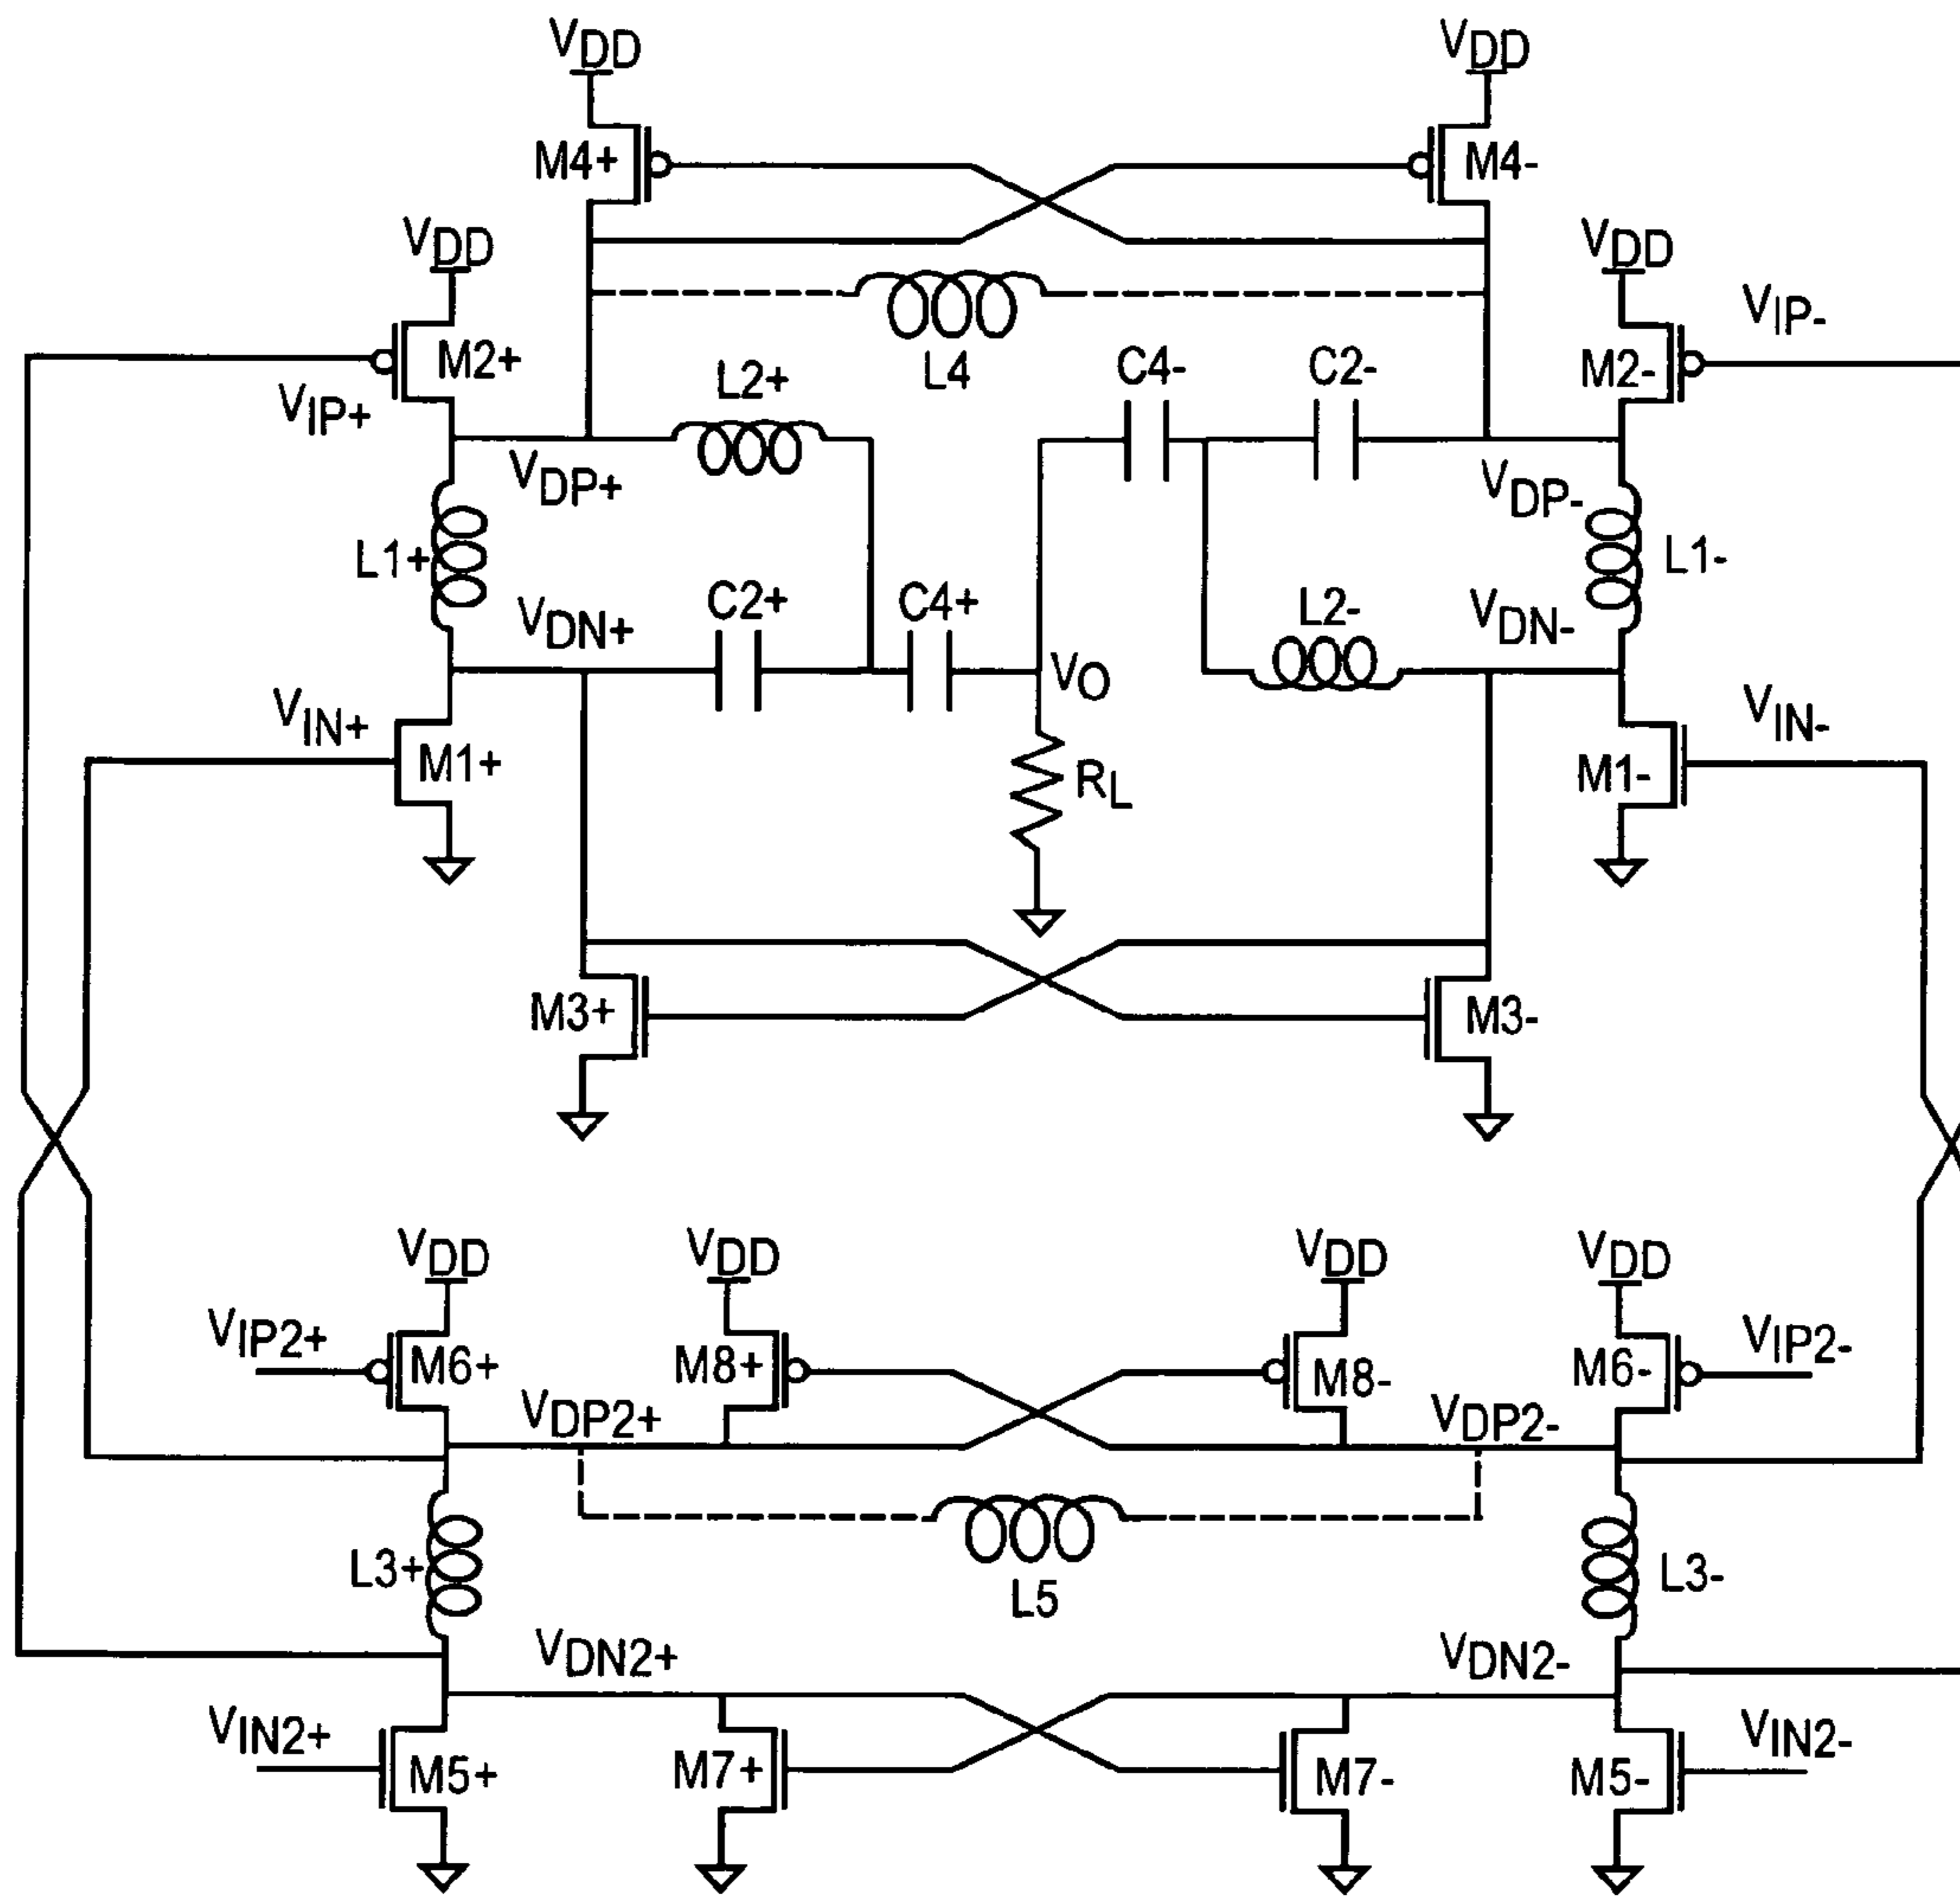 VDD VDD
M4+ M4-
VDD VDD
VIP-
M2+ L2+ L4 C4- C2- M2-
VIP+
VDP+ VDP-
L1+ L1-
VDN+ C2+ C4+ L2- VDN-
VO
VIN+ VIN-
M1+ RL M1-
M3+ M3-
VDD VDD VDD VDD
VIP2+ M6+ M8+ M8- M6- VIP2-
VDP2+ VDP2-
L3+ L5 L3-
VDN2+ VDN2-
VIN2+ VIN2-
M5+ M7+ M7- M5-